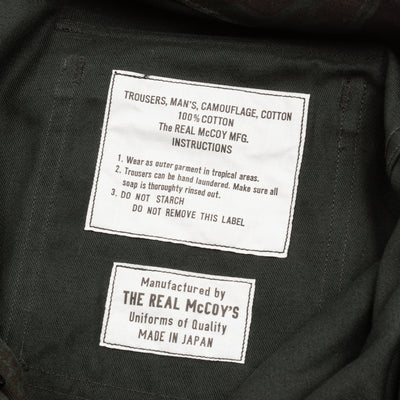 TROUSERS, MAN'S, CAMOUFLAGE, COTTON
100% COTTON
The REAL McCOY MFG.
INSTRUCTIONS
1. Wear as outer garment in tropical areas.
2. Trousers can be hand laundered. Make sure all
soap is thoroughty rinsed out.
3. DO NOT STARCH
DO NOT REMOVE THIS LABEL
Manufactured by
THE REAL McCOY'S
Uniforms of Quality
MADE IN JAPAN